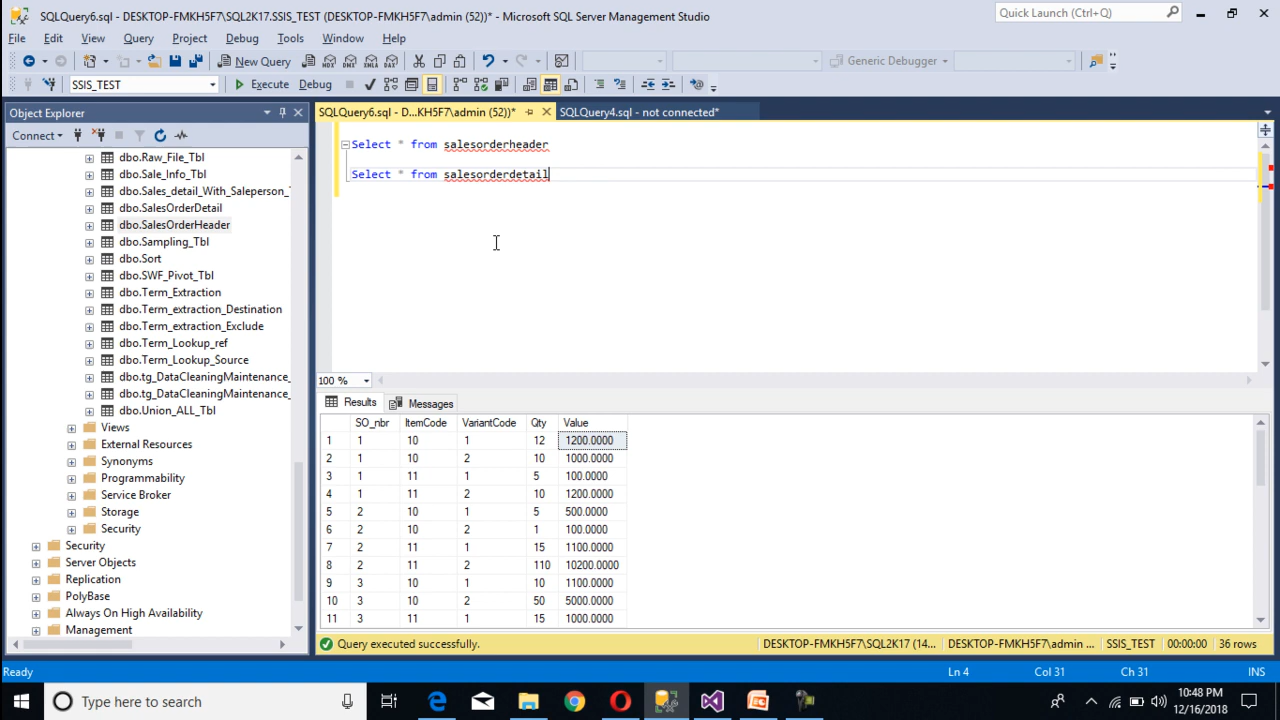 SQLQuery6.sql - DESKTOP-FMKH5F7\SQL2K17.SSIS_TEST (DESKTOP-FMKH5F7\admin (52))* - Microsoft SQL Server Management Studio
Quick Launch (Ctrl+Q)
File Edit View Query Project Debug Tools Window Help
New Query
Generic Debugger
SSIS_TEST
Execute Debug
Object Explorer
SQLQuery6.sql - D...KH5F7\admin (52))*
SQLQuery4.sql - not connected*
Connect
dbo.Raw_File_Tbl
dbo.Sale_Info_Tbl
dbo.Sales_detail_With_Saleperson_
dbo.SalesOrderDetail
dbo.SalesOrderHeader
dbo.Sampling_Tbl
dbo.Sort
dbo.SWF_Pivot_Tbl
dbo.Term_Extraction
dbo.Term_extraction_Destination
dbo.Term_extraction_Exclude
dbo.Term_Lookup_ref
dbo.Term_Lookup_Source
dbo.tg_DataCleaningMaintenance_
dbo.tg_DataCleaningMaintenance_
dbo.Union_ALL_Tbl
Views
External Resources
Synonyms
Programmability
Service Broker
Storage
Security
Security
Server Objects
Replication
PolyBase
Always On High Availability
Management
Select * from salesorderheader
Select * from salesorderdetail
100 %
Results Messages
SO_nbr ItemCode VariantCode Qty Value
1 1 10 1 12 1200.0000
2 1 10 2 10 1000.0000
3 1 11 1 5 100.0000
4 1 11 2 10 1200.0000
5 2 10 1 5 500.0000
6 2 10 2 1 100.0000
7 2 11 1 15 1100.0000
8 2 11 2 110 10200.0000
9 3 10 1 10 1100.0000
10 3 10 2 50 5000.0000
11 3 11 1 15 1000.0000
Query executed successfully.
DESKTOP-FMKH5F7\SQL2K17 (14... DESKTOP-FMKH5F7\admin ... SSIS_TEST 00:00:00 36 rows
Ready
Ln 4 Col 31 Ch 31 INS
Type here to search
10:48 PM
12/16/2018